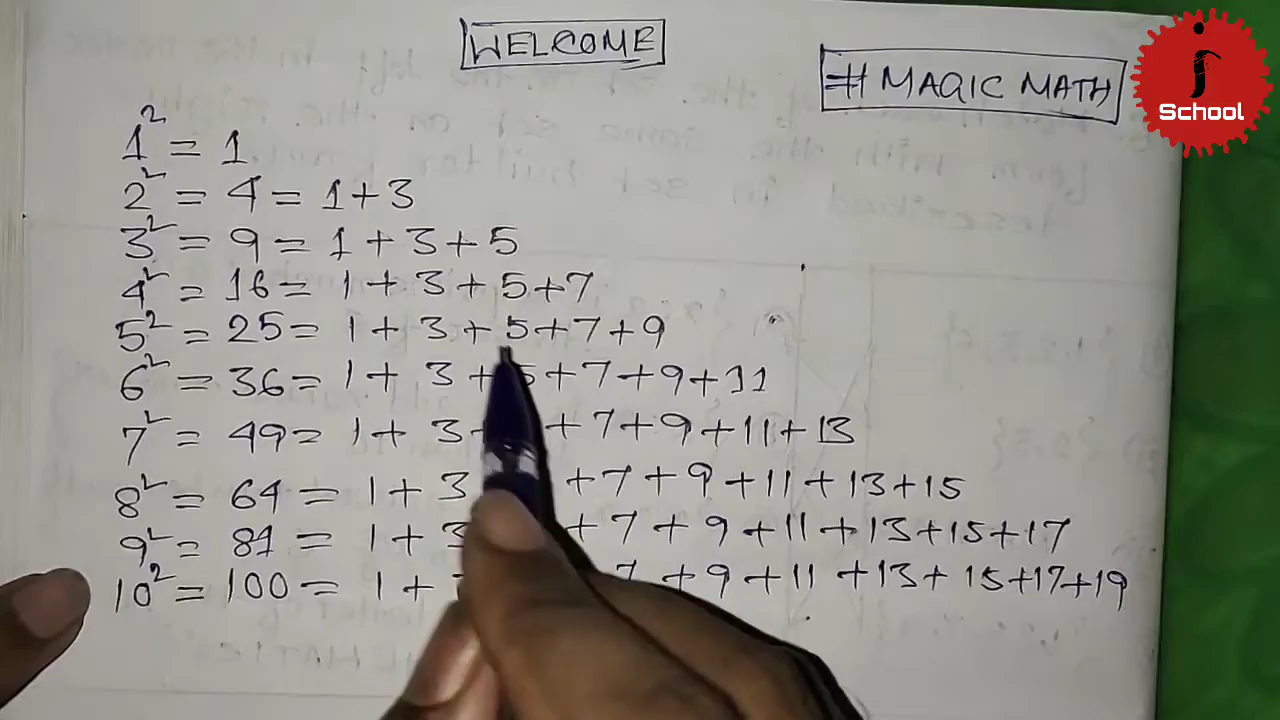 WELCOME
# MAGIC MATH
School
1² = 1
2² = 4 = 1+3
3² = 9 = 1+3+5
4² = 16 = 1+3+5+7
5² = 25 = 1+3+5+7+9
6² = 36 = 1+3+5+7+9+11
7² = 49 = 1+3+ +7+9+11+13
8² = 64 = 1+3 +7+9+11+13+15
9² = 81 = 1+3 +7+9+11+13+15+17
10² = 100 = 1+ 7+9+11+13+15+17+19